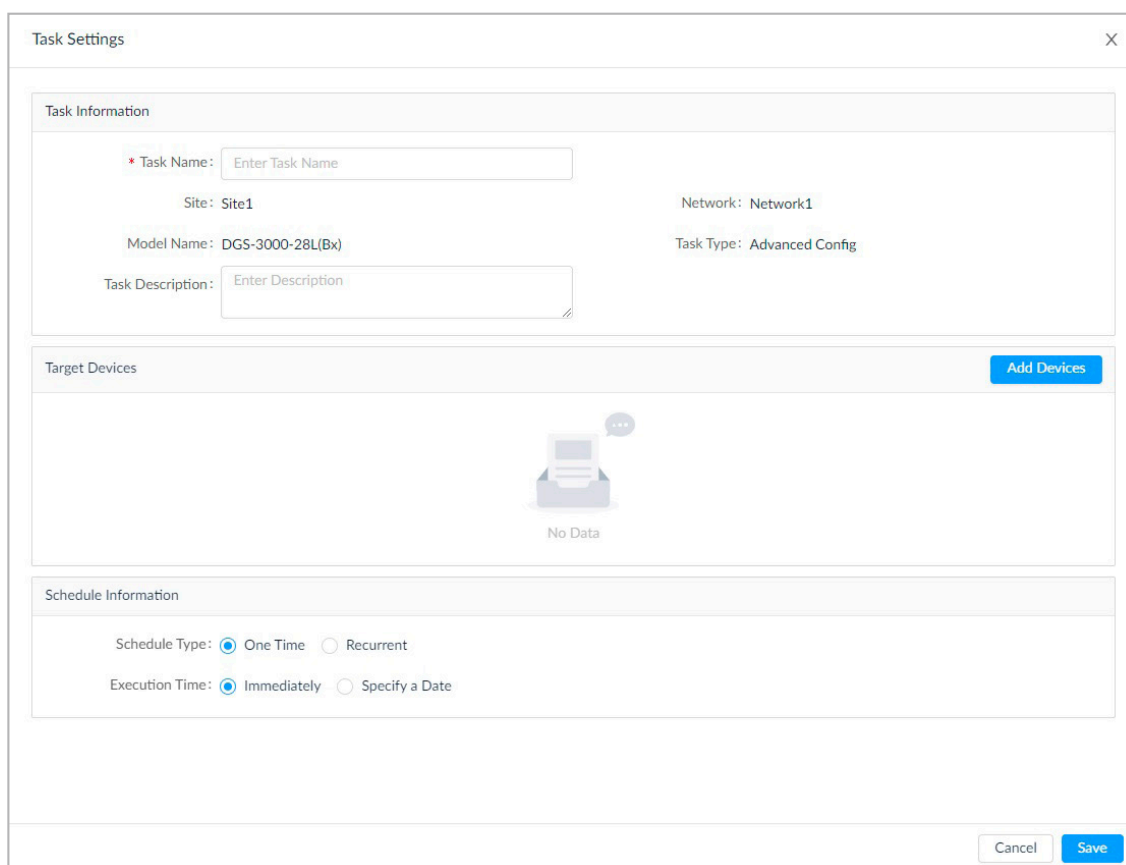 Task Settings
Task Information
* Task Name: Enter Task Name
Site: Site1 Network: Network1
Model Name: DGS-3000-28L(Bx) Task Type: Advanced Config
Task Description: Enter Description
Target Devices Add Devices
No Data
Schedule Information
Schedule Type: One Time Recurrent
Execution Time: Immediately Specify a Date
Cancel Save